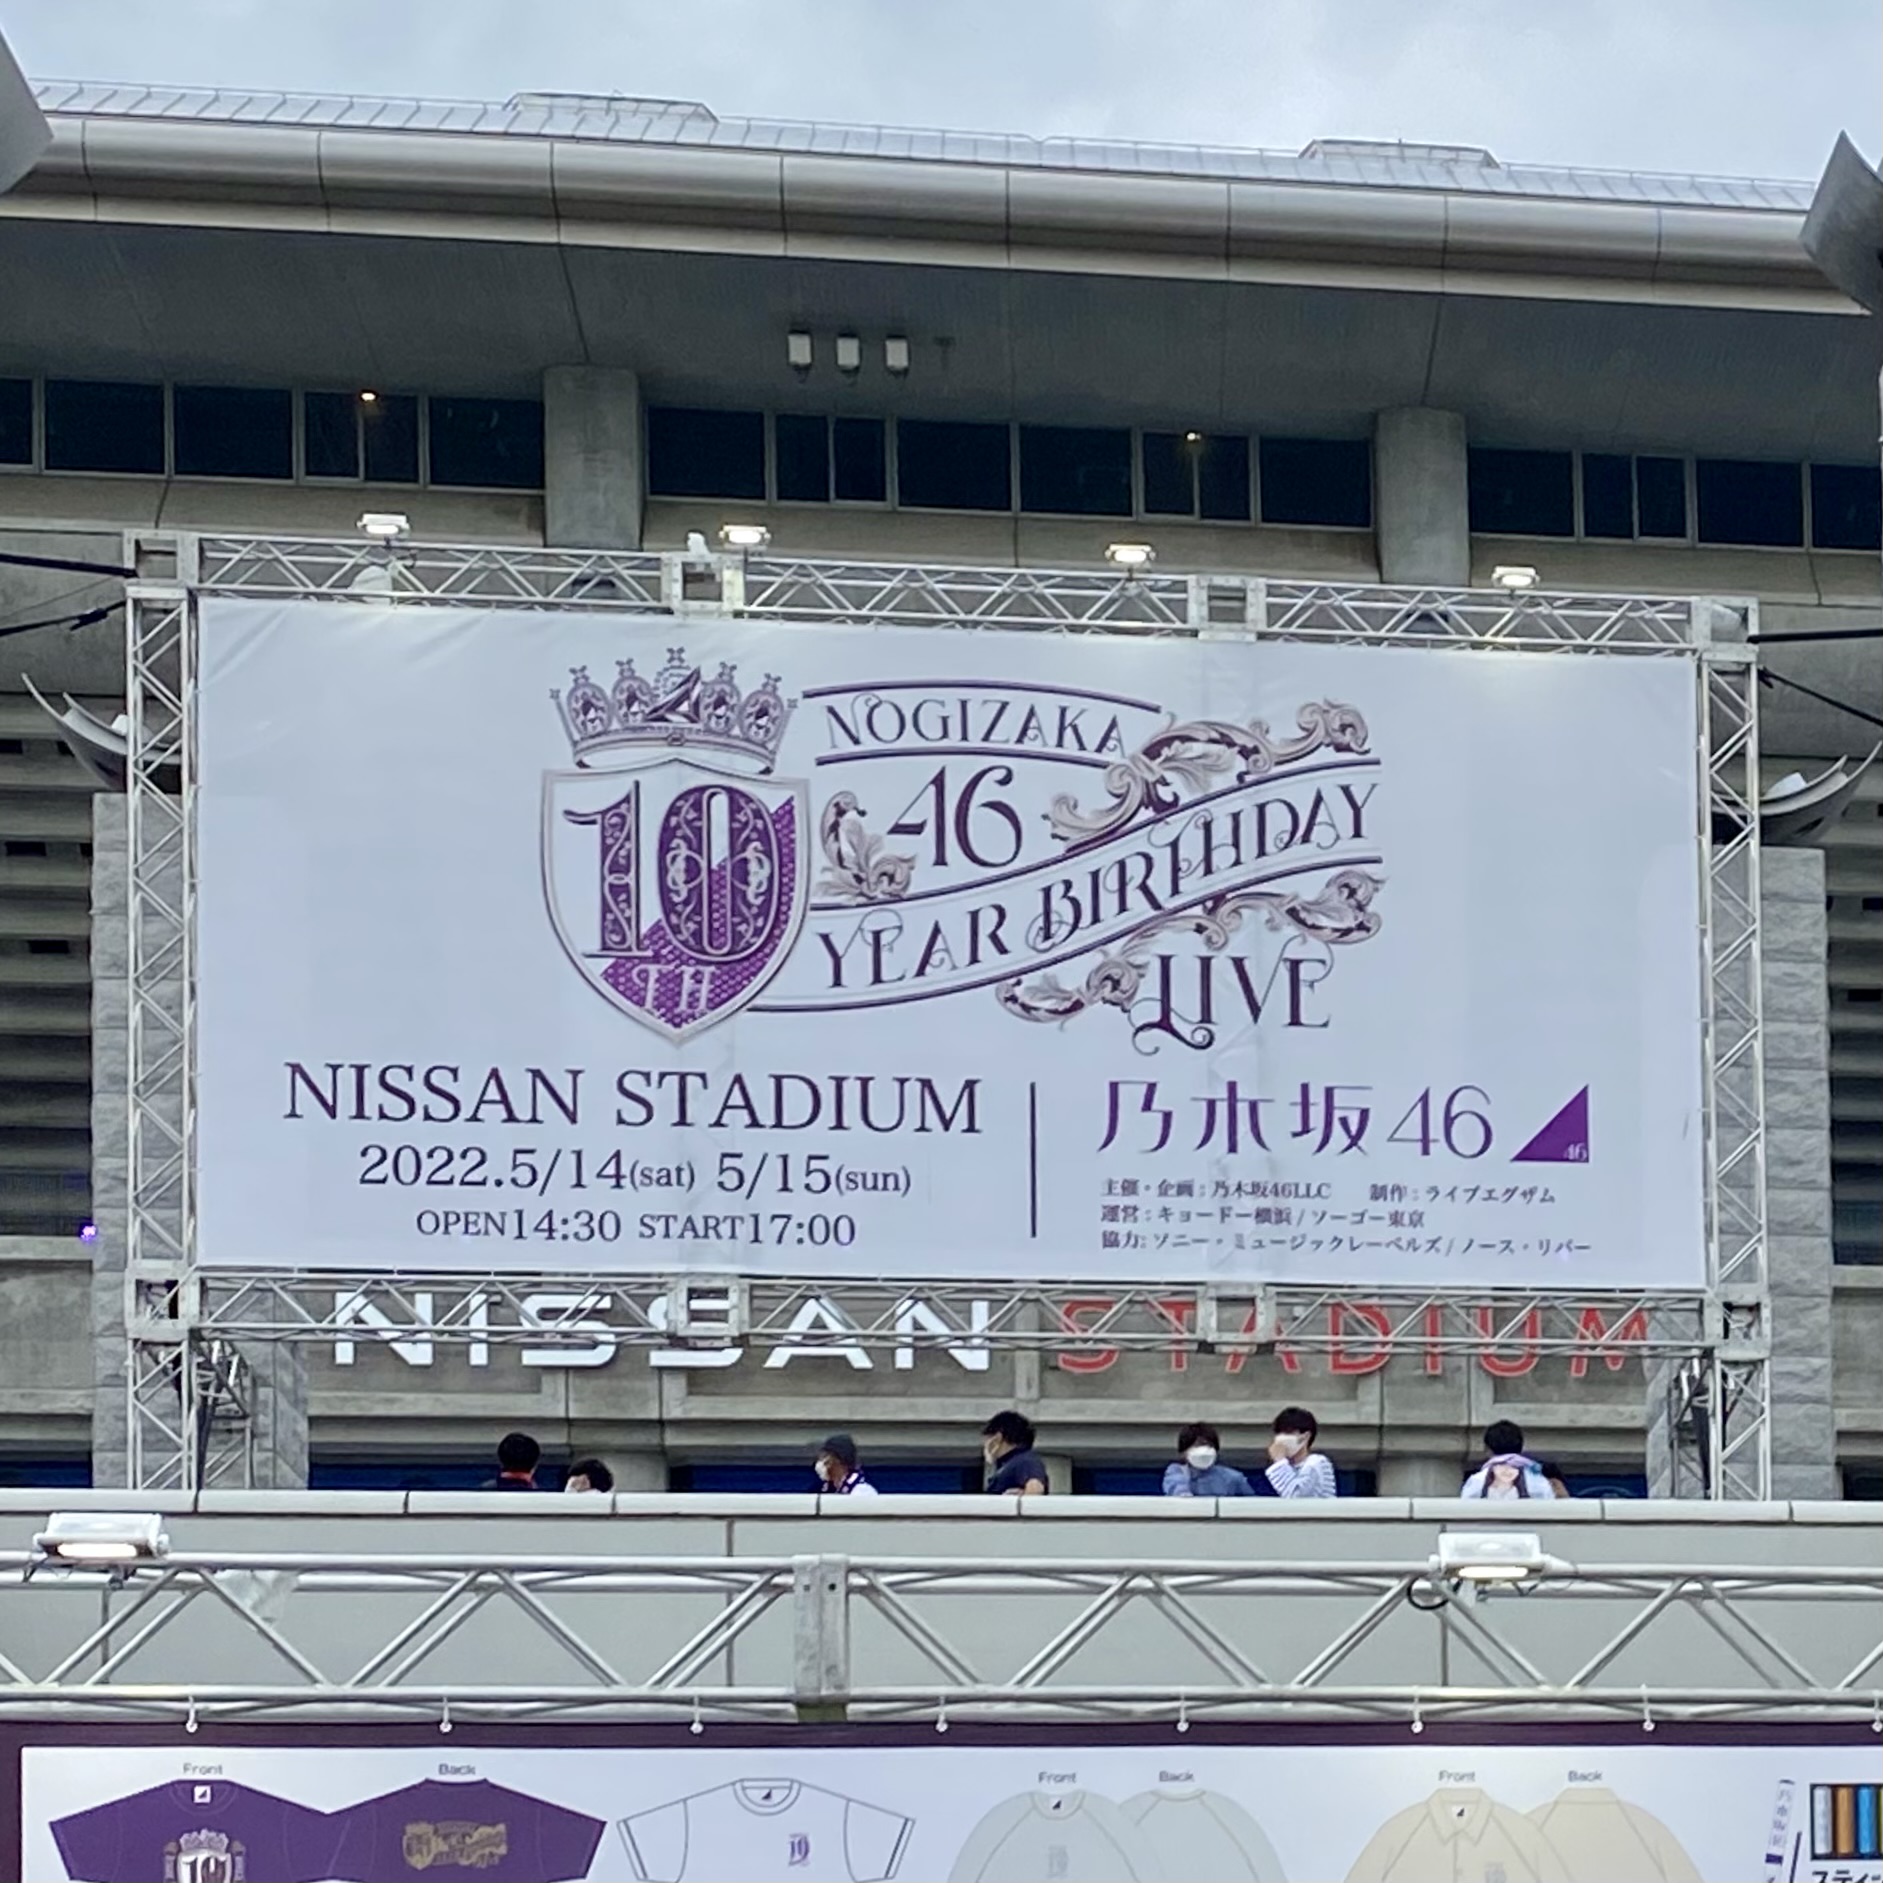 NOGIZAKA
46
10
TH
YEAR BIRTHDAY
LIVE
NISSAN STADIUM
2022.5/14(sat) 5/15(sun)
OPEN14:30 START17:00
乃木坂46
46
主催・企画：乃木坂46LLC 制作：ライブエグザム
運営：キョードー横浜 / ソーゴー東京
協力：ソニー・ミュージックレーベルズ / ノース・リバー
NISSAN STADIUM
Front Back Front Back Front Back
10